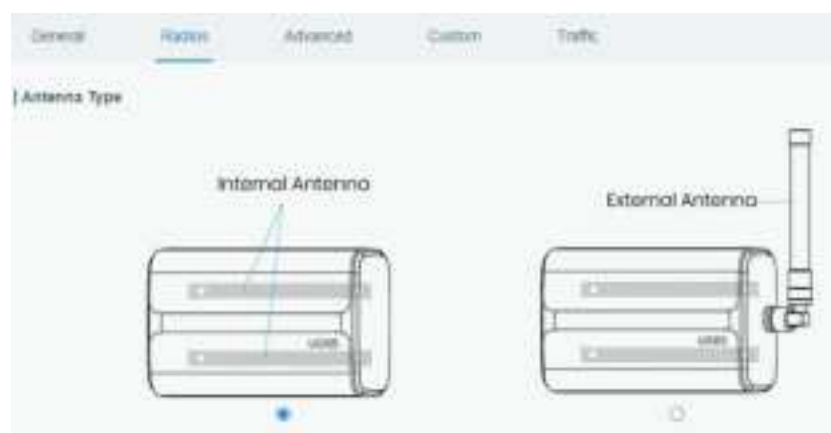 General Radios Advanced Custom Traffic
Antenna Type
Internal Antenna
External Antenna